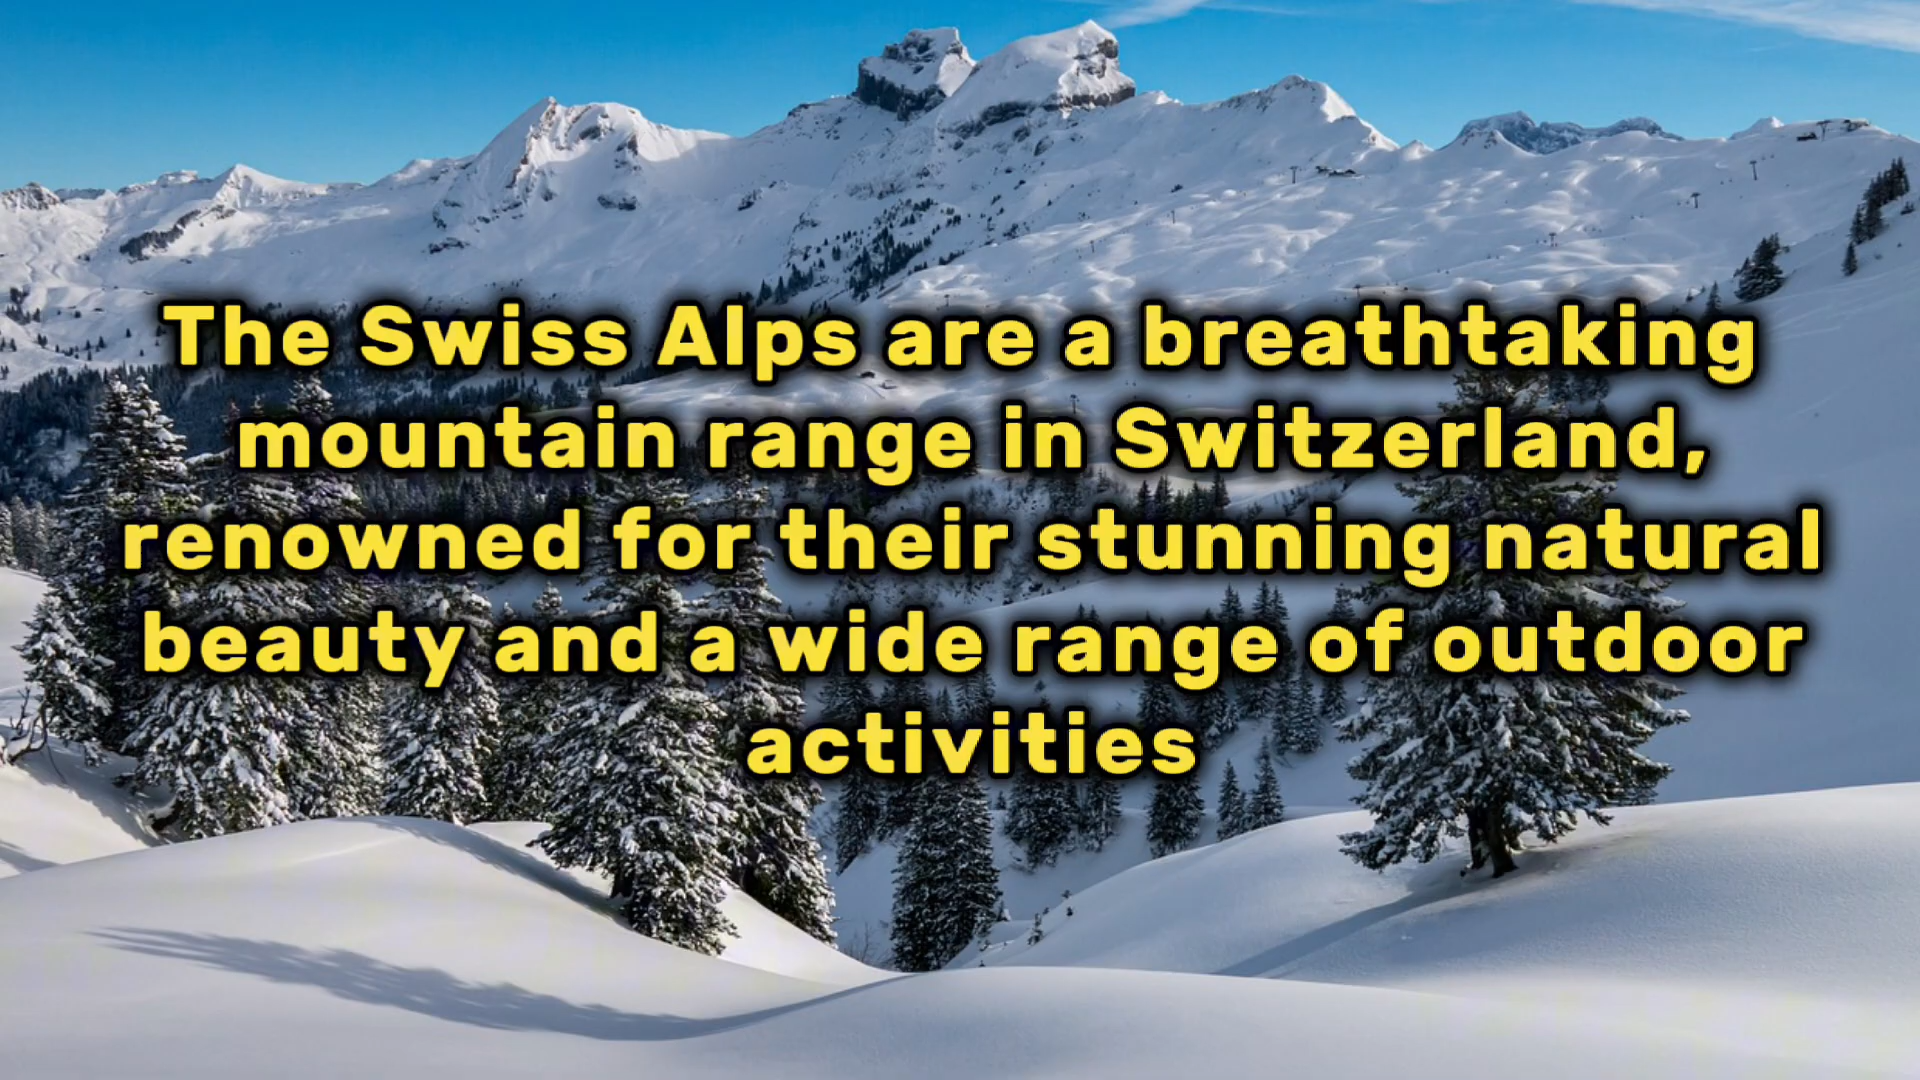 The Swiss Alps are a breathtaking
mountain range in Switzerland,
renowned for their stunning natural
beauty and a wide range of outdoor
activities